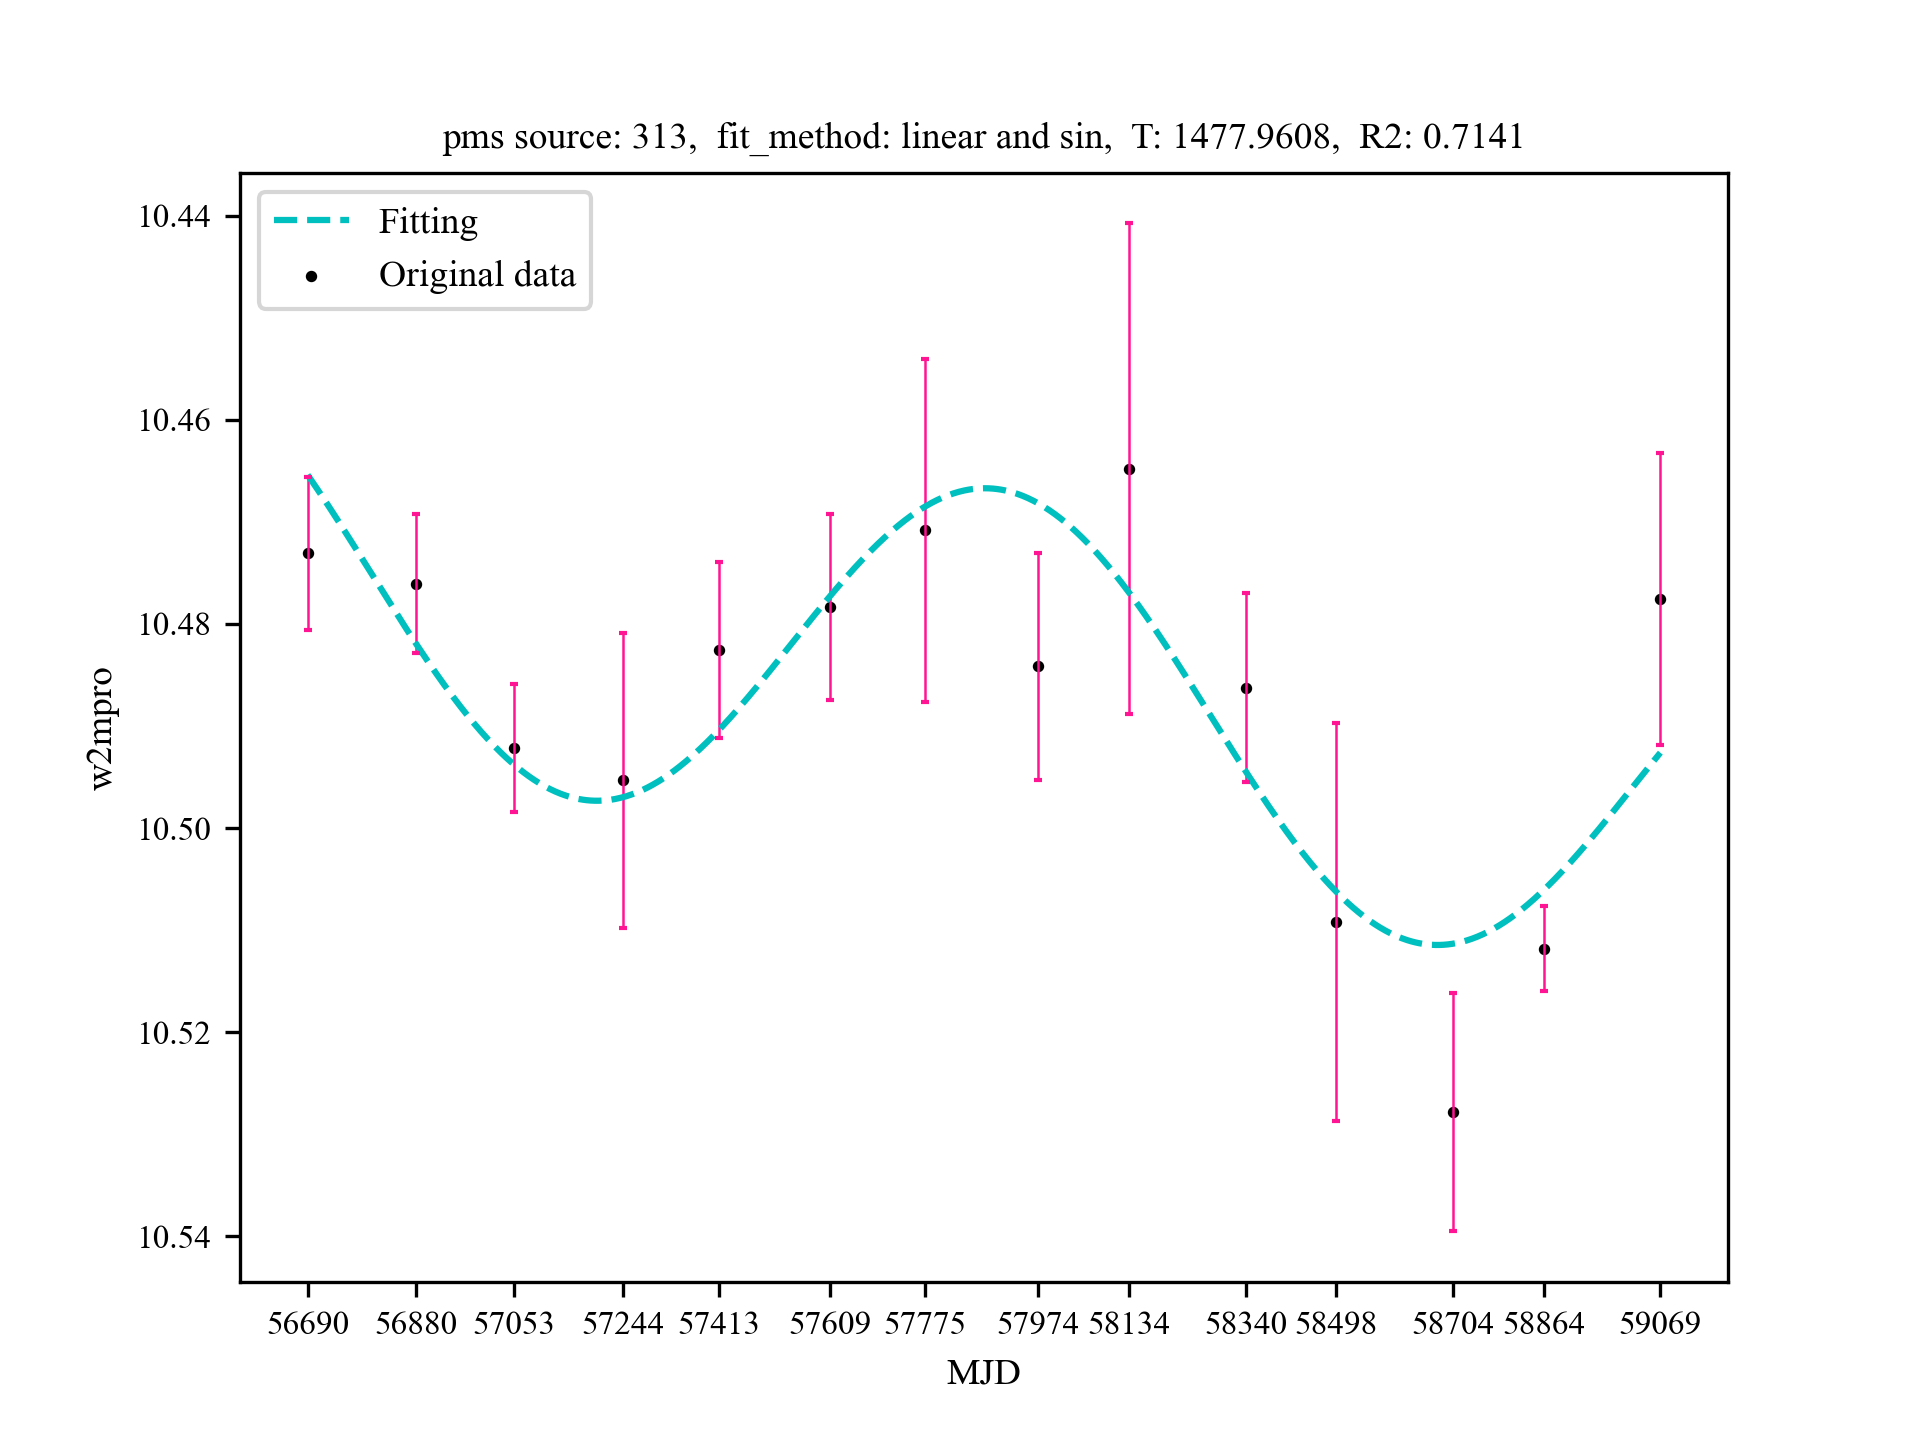 pms source: 313,  fit_method: linear and sin,  T: 1477.9608,  R2: 0.7141
Fitting
Original data
10.44
10.46
10.48
10.50
10.52
10.54
w2mpro
56690 56880 57053 57244 57413 57609 57775 57974 58134 58340 58498 58704 58864 59069
MJD